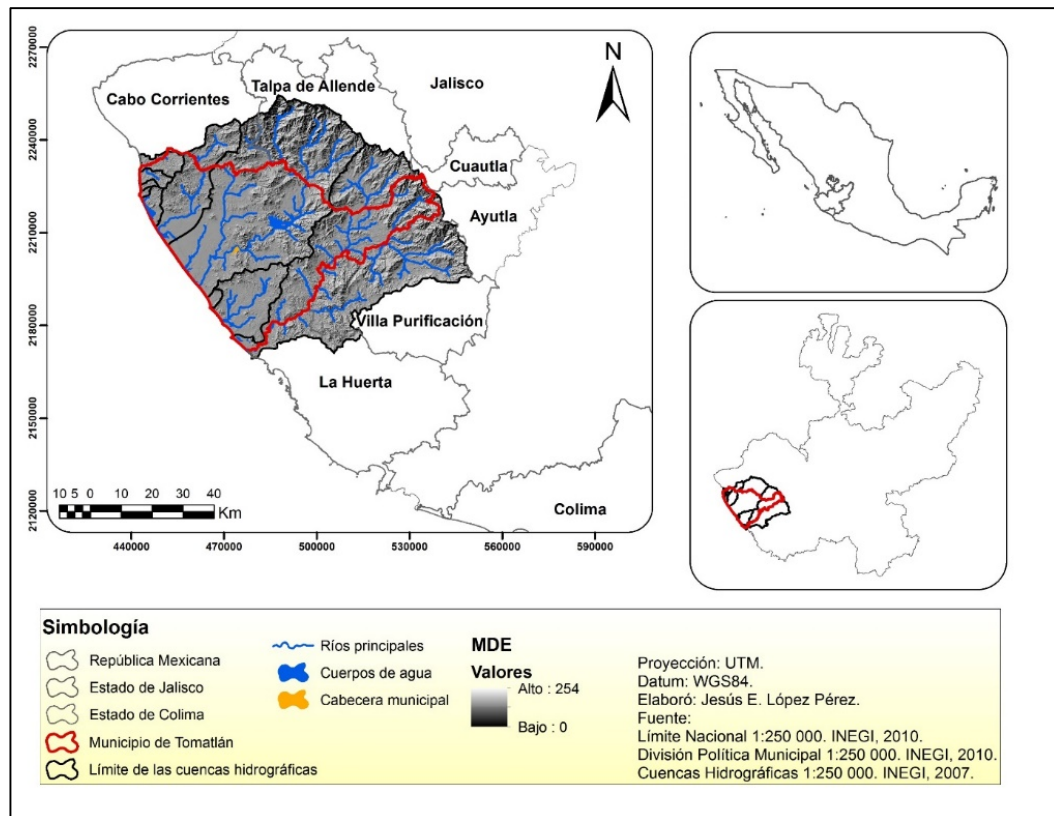 2270000
2240000
2210000
2180000
2150000
2120000
N
Cabo Corrientes
Talpa de Allende
Jalisco
Cuautla
Ayutla
Villa Purificación
La Huerta
Colima
10 5 0 10 20 30 40
Km
440000 470000 500000 530000 560000 590000
Simbología
República Mexicana
Estado de Jalisco
Estado de Colima
Municipio de Tomatlán
Límite de las cuencas hidrográficas
Ríos principales
Cuerpos de agua
Cabecera municipal
MDE
Valores
Alto : 254
Bajo : 0
Proyección: UTM.
Datum: WGS84.
Elaboró: Jesús E. López Pérez.
Fuente:
Límite Nacional 1:250 000. INEGI, 2010.
División Política Municipal 1:250 000. INEGI, 2010.
Cuencas Hidrográficas 1:250 000. INEGI, 2007.